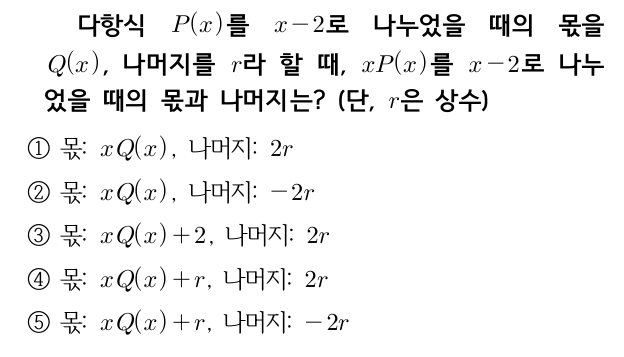 다항식 P(x)를 x−2로 나누었을 때의 몫을
Q(x), 나머지를 r라 할 때, xP(x)를 x−2로 나누
었을 때의 몫과 나머지는? (단, r은 상수)
① 몫: xQ(x), 나머지: 2r
② 몫: xQ(x), 나머지: −2r
③ 몫: xQ(x)+2, 나머지: 2r
④ 몫: xQ(x)+r, 나머지: 2r
⑤ 몫: xQ(x)+r, 나머지: −2r